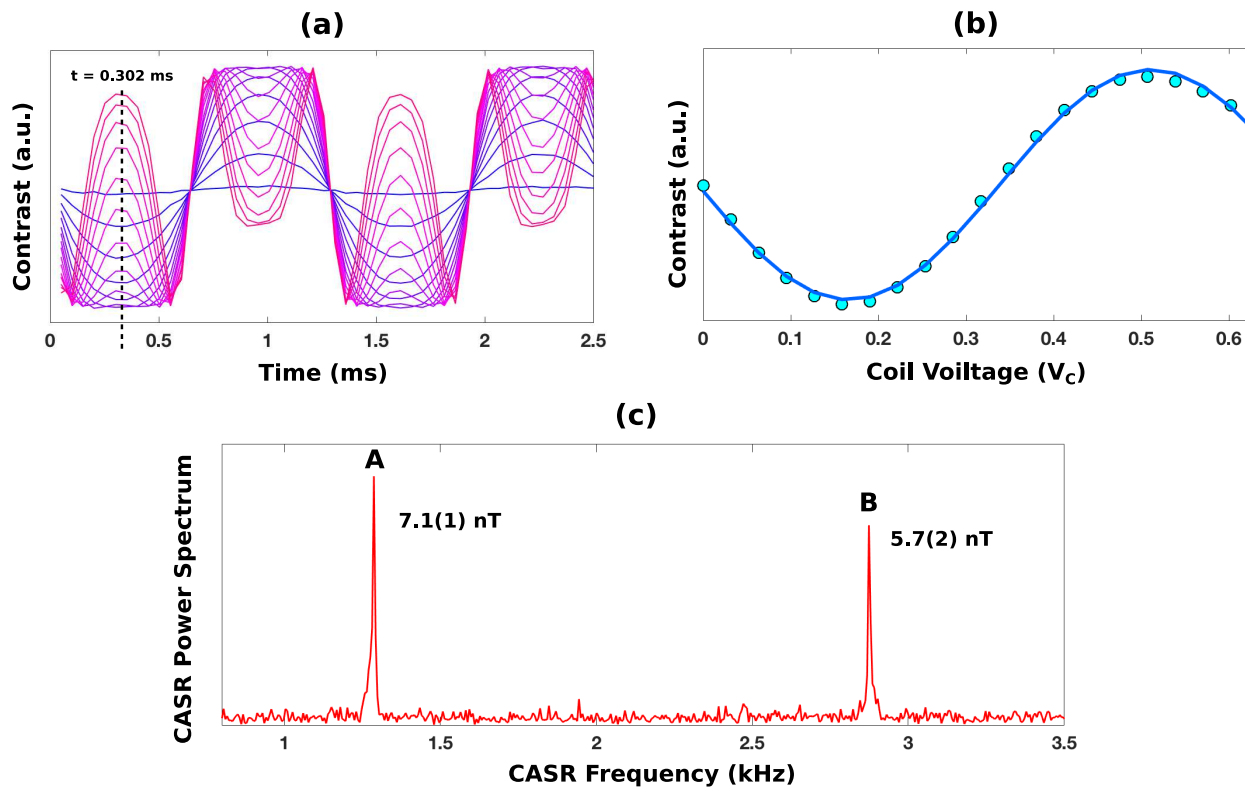 (a)
t = 0.302 ms
Contrast (a.u.)
0 0.5 1 1.5 2 2.5
Time (ms)
(b)
Contrast (a.u.)
0 0.1 0.2 0.3 0.4 0.5 0.6
Coil Voiltage (V_C)
(c)
CASR Power Spectrum
A
7.1(1) nT
B
5.7(2) nT
1 1.5 2 2.5 3 3.5
CASR Frequency (kHz)